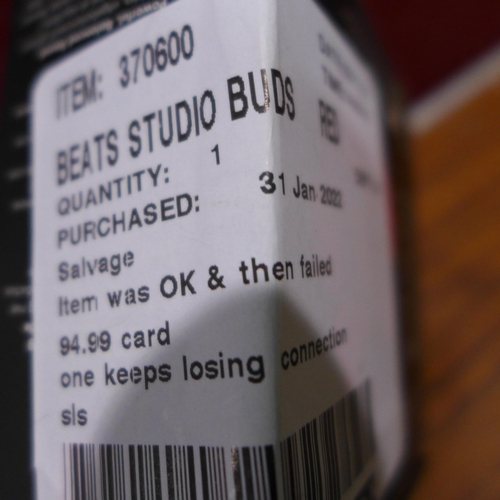 ITEM: 370600
BEATS STUDIO BUDS RED
QUANTITY: 1
PURCHASED: 31 Jan 2022
Salvage
Item was OK & then failed
94.99 card
one keeps losing connection
sls